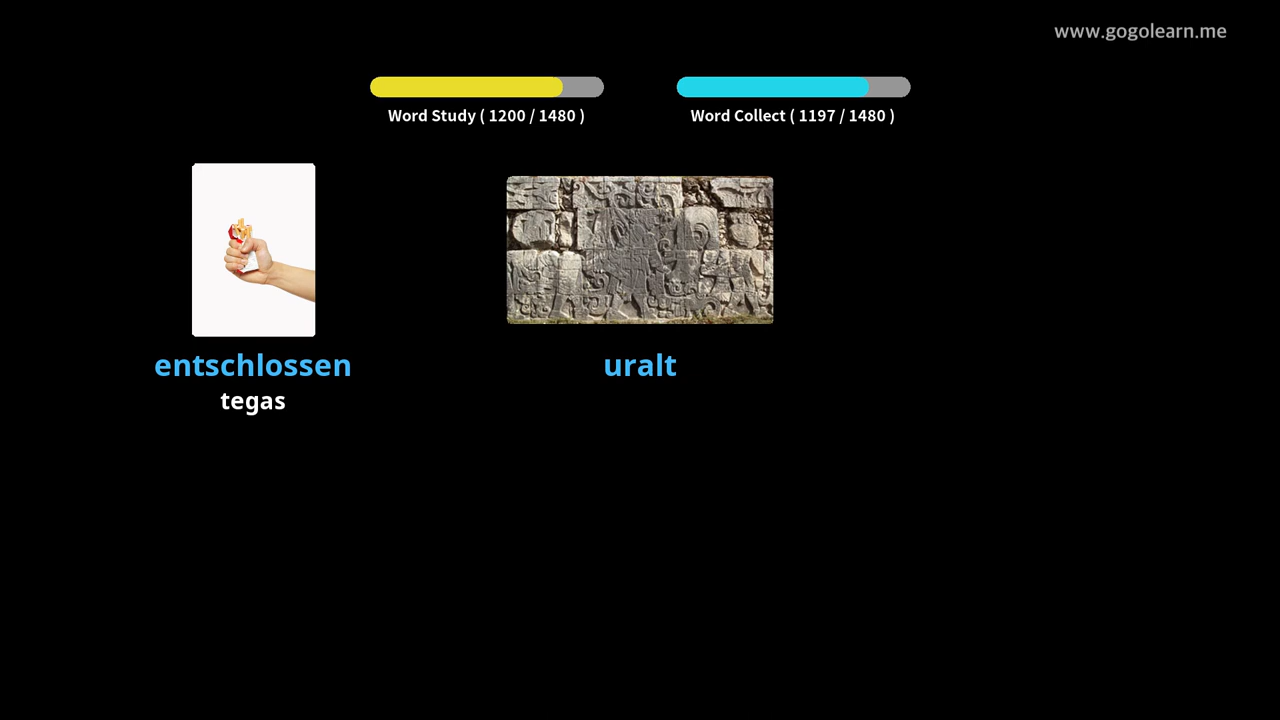 www.gogolearn.me
Word Study ( 1200 / 1480 )
Word Collect ( 1197 / 1480 )
entschlossen
tegas
uralt